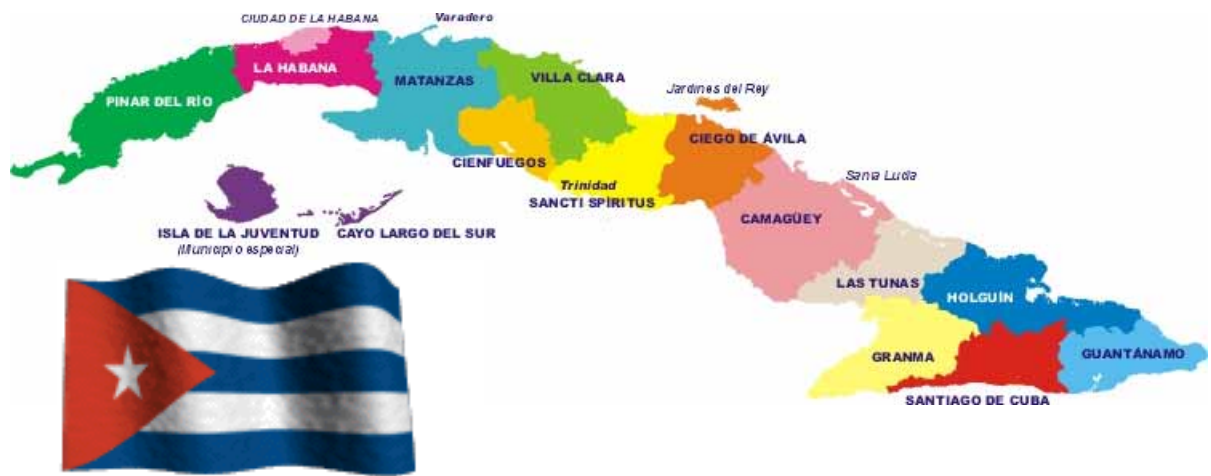 CIUDAD DE LA HABANA
Varadero
LA HABANA
MATANZAS
VILLA CLARA
PINAR DEL RÍO
Jardines del Rey
CIEGO DE ÁVILA
CIENFUEGOS
Trinidad
SANCTI SPÍRITUS
Santa Lucía
CAMAGÜEY
ISLA DE LA JUVENTUD
(Municipio especial)
CAYO LARGO DEL SUR
LAS TUNAS
HOLGUÍN
GRANMA
GUANTÁNAMO
SANTIAGO DE CUBA